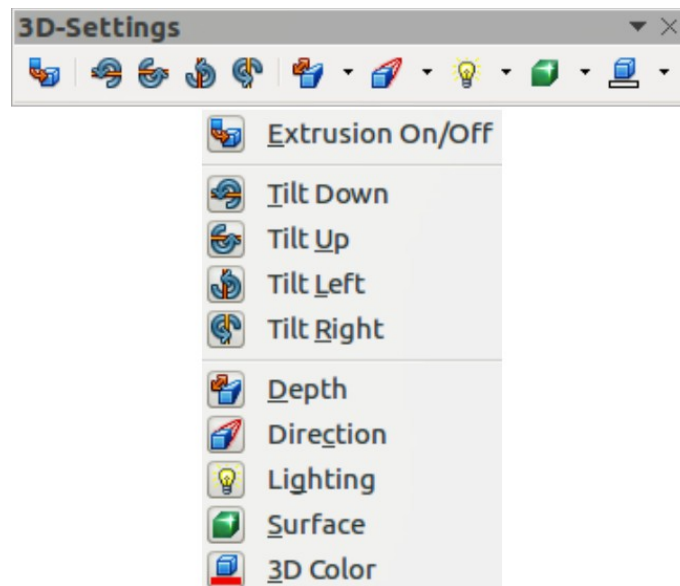 3D-Settings
Extrusion On/Off
Tilt Down
Tilt Up
Tilt Left
Tilt Right
Depth
Direction
Lighting
Surface
3D Color